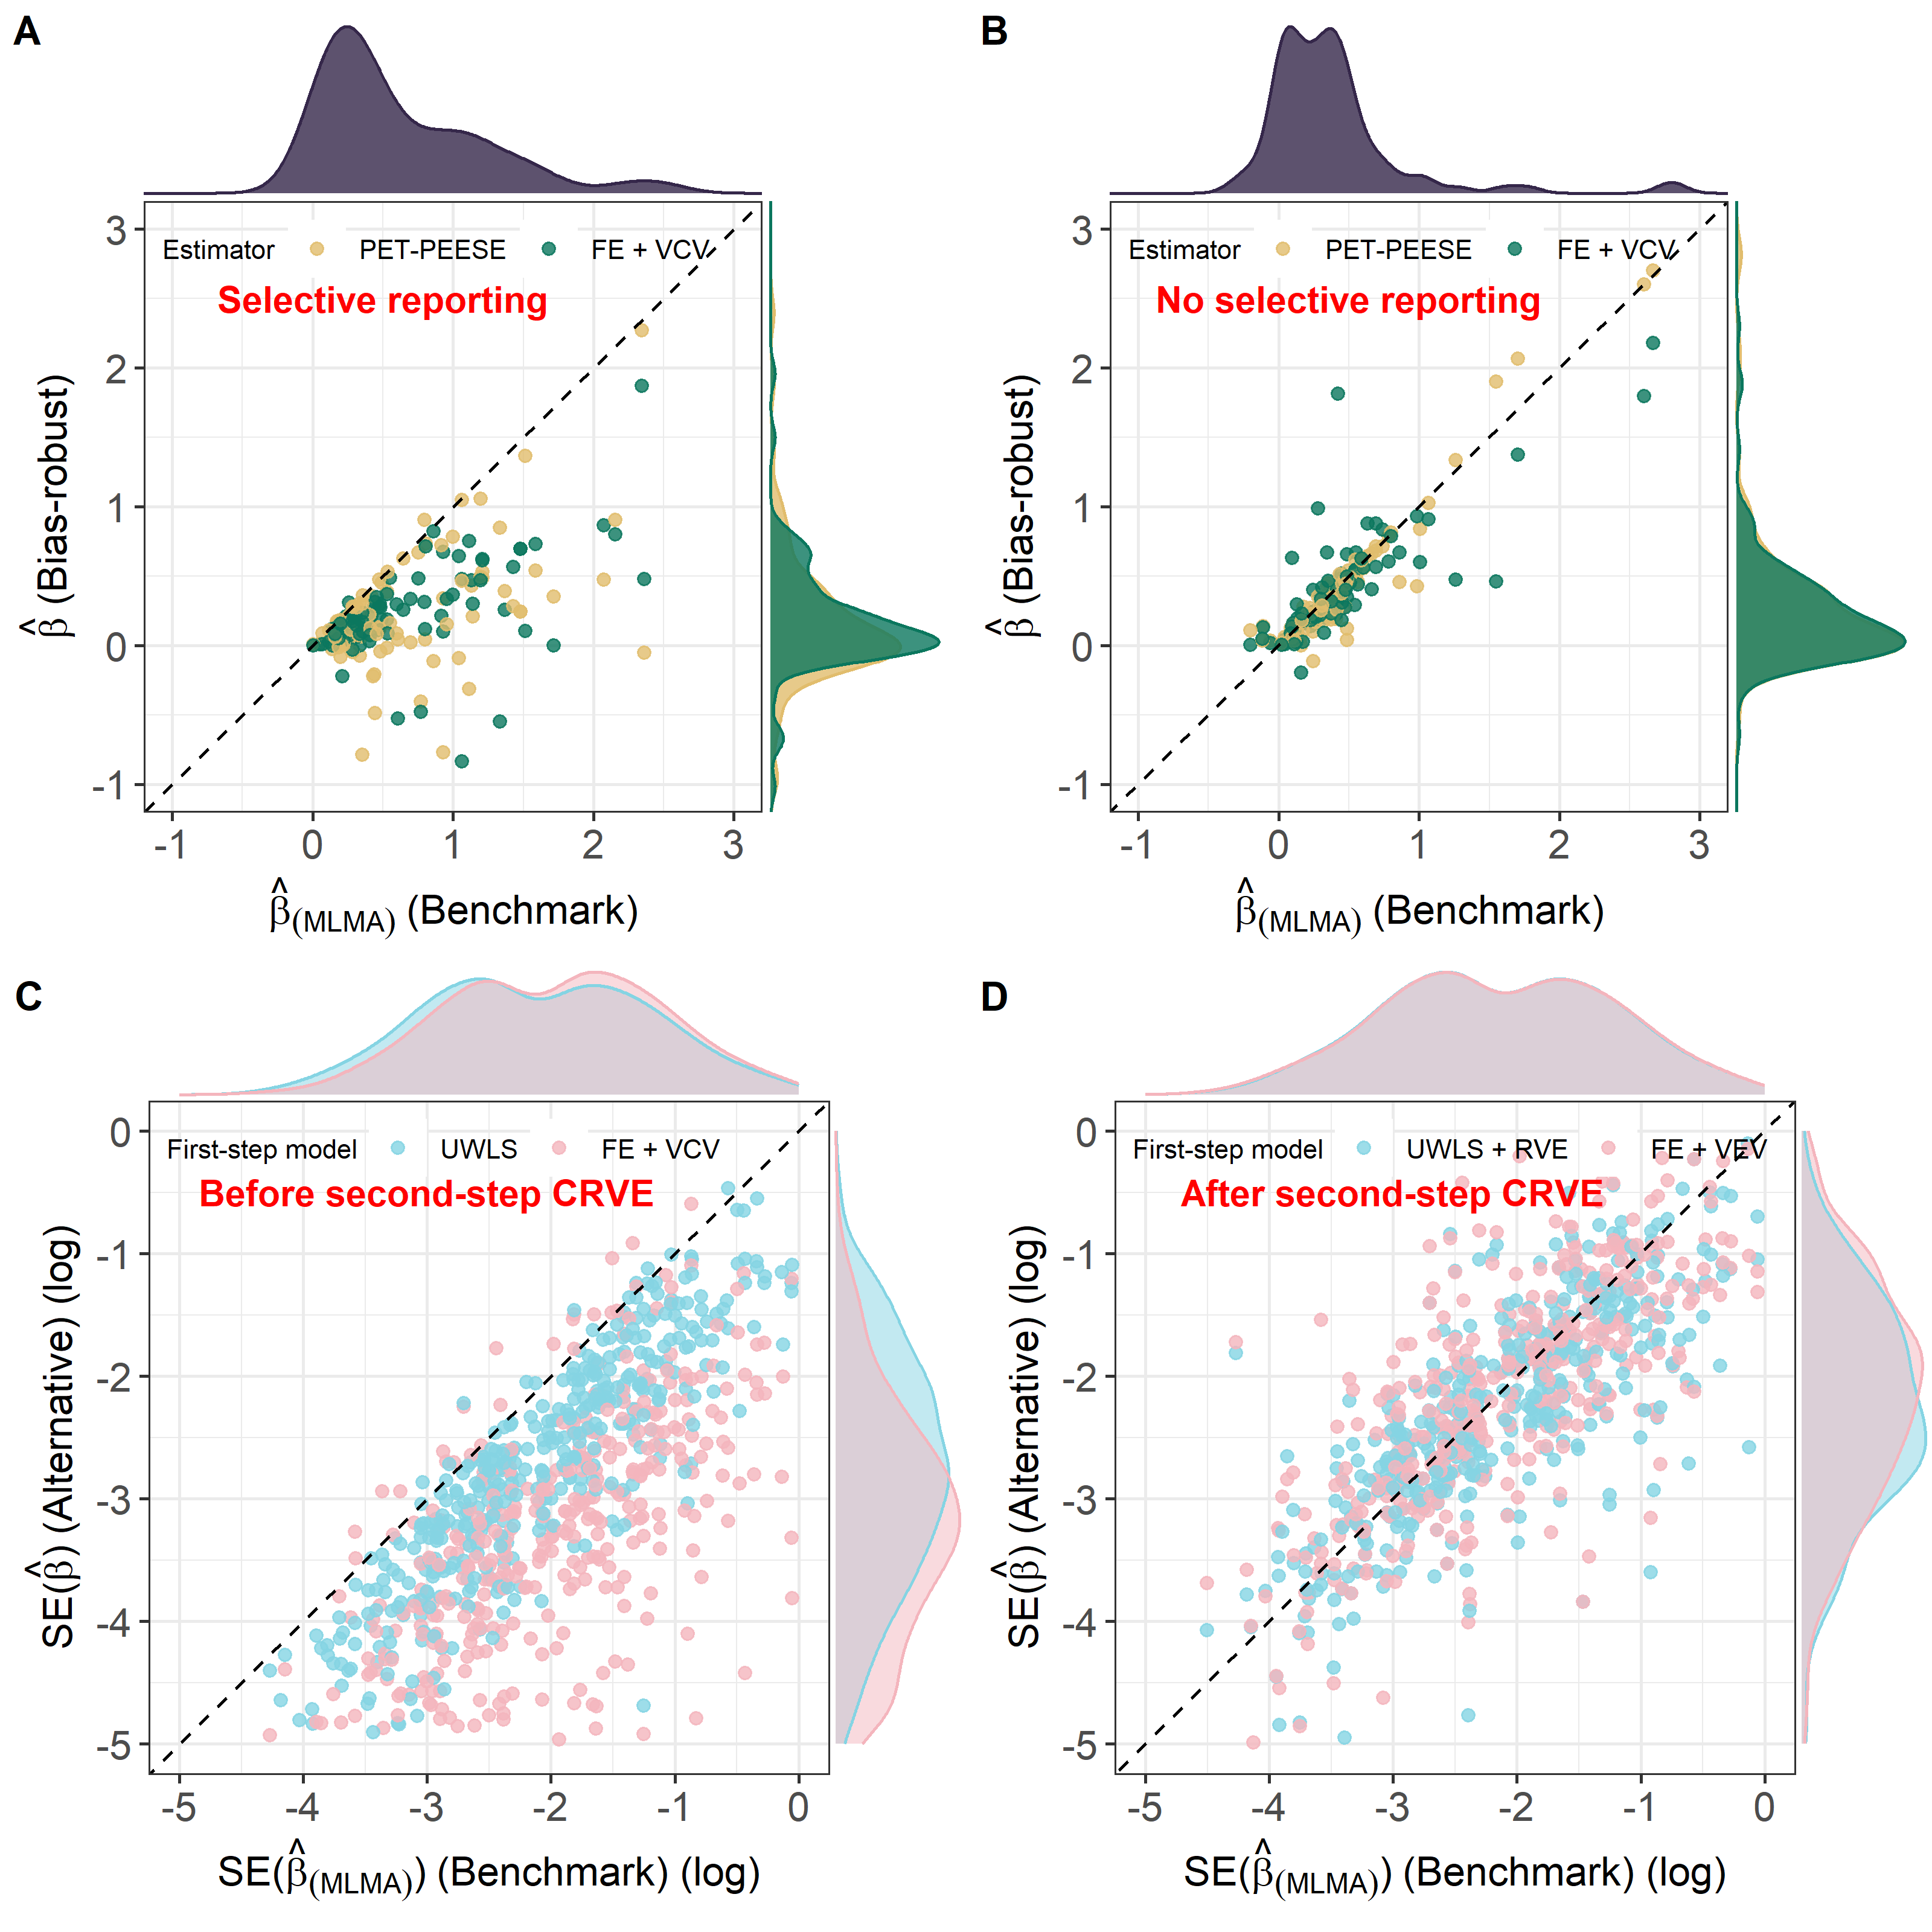 A
Estimator PET-PEESE FE + VCV
Selective reporting
3
2
1
0
-1
-1 0 1 2 3
β̂ (Bias-robust)
β̂(MLMA) (Benchmark)
B
Estimator PET-PEESE FE + VCV
No selective reporting
3
2
1
0
-1
-1 0 1 2 3
β̂ (Bias-robust)
β̂(MLMA) (Benchmark)
C
First-step model UWLS FE + VCV
Before second-step CRVE
0
-1
-2
-3
-4
-5
-5 -4 -3 -2 -1 0
SE(β̂) (Alternative) (log)
SE(β̂(MLMA)) (Benchmark) (log)
D
First-step model UWLS + RVE FE + VEV
After second-step CRVE
0
-1
-2
-3
-4
-5
-5 -4 -3 -2 -1 0
SE(β̂) (Alternative) (log)
SE(β̂(MLMA)) (Benchmark) (log)